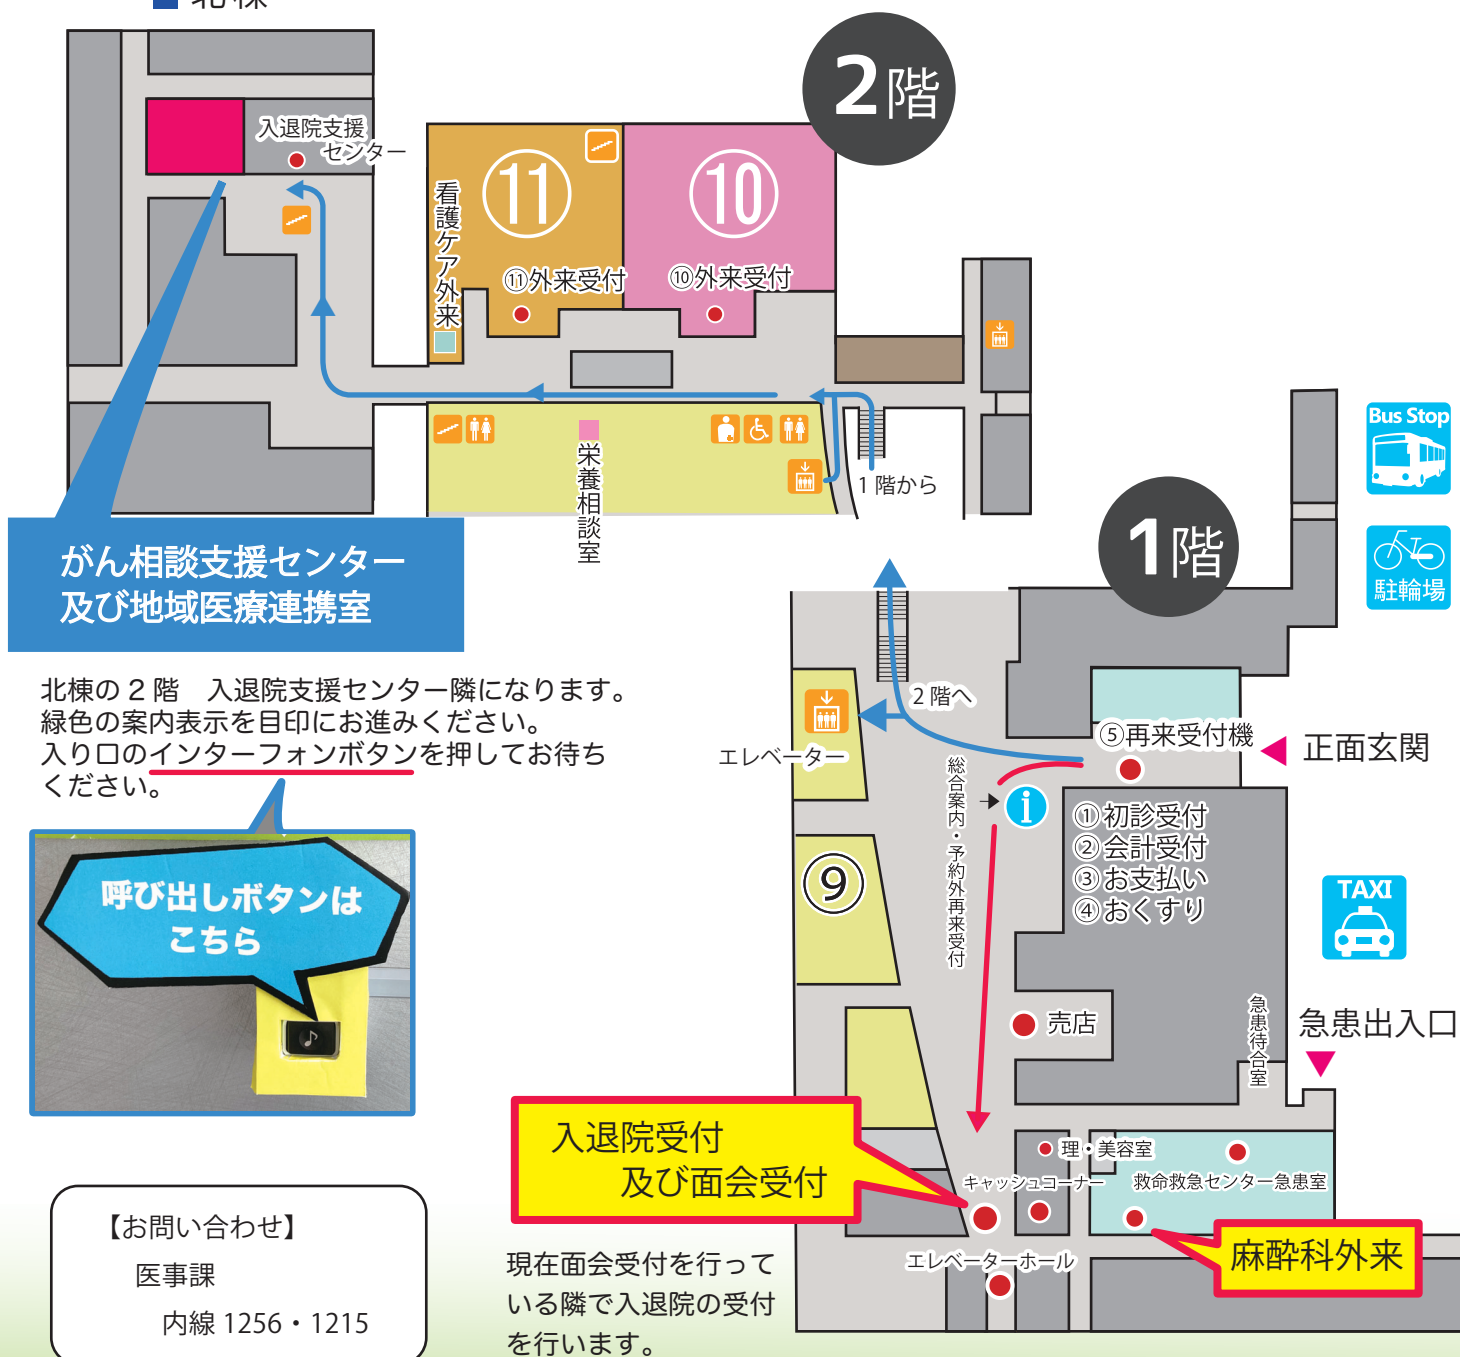 北棟
2階
入退院支援
センター
看護ケア外来
⑪
⑩
⑪外来受付
⑩外来受付
栄養相談室
1階から
がん相談支援センター
及び地域医療連携室
北棟の2階　入退院支援センター隣になります。
緑色の案内表示を目印にお進みください。
入り口のインターフォンボタンを押してお待ち
ください。
呼び出しボタンは
こちら
【お問い合わせ】
医事課
内線 1256・1215
1階
Bus Stop
駐輪場
2階へ
エレベーター
⑤再来受付機
正面玄関
総合案内・予約外再来受付
i
①初診受付
②会計受付
③お支払い
④おくすり
⑨
TAXI
売店
急患待合室
急患出入口
入退院受付
及び面会受付
理・美容室
キャッシュコーナー
救命救急センター急患室
麻酔科外来
エレベーターホール
現在面会受付を行って
いる隣で入退院の受付
を行います。